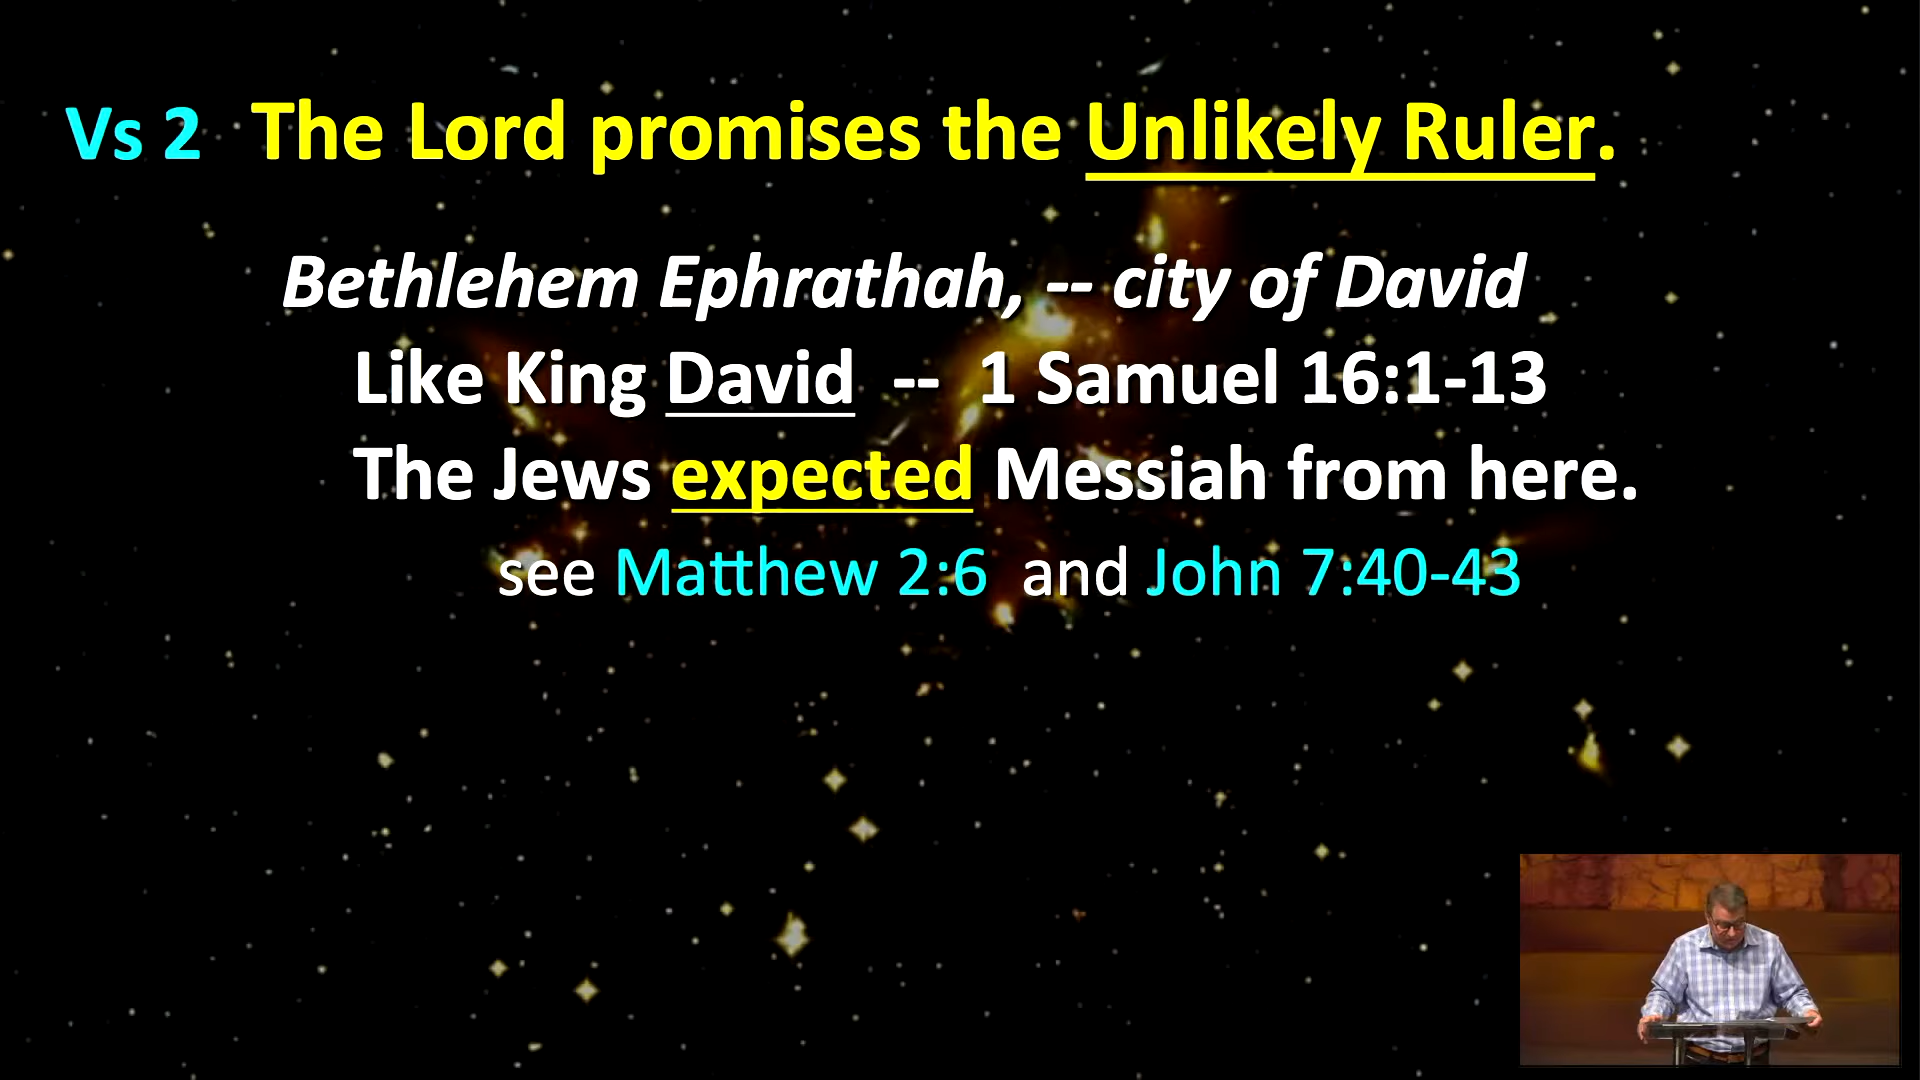 Vs 2 The Lord promises the Unlikely Ruler.
Bethlehem Ephrathah, -- city of David
Like King David -- 1 Samuel 16:1-13
The Jews expected Messiah from here.
see Matthew 2:6 and John 7:40-43